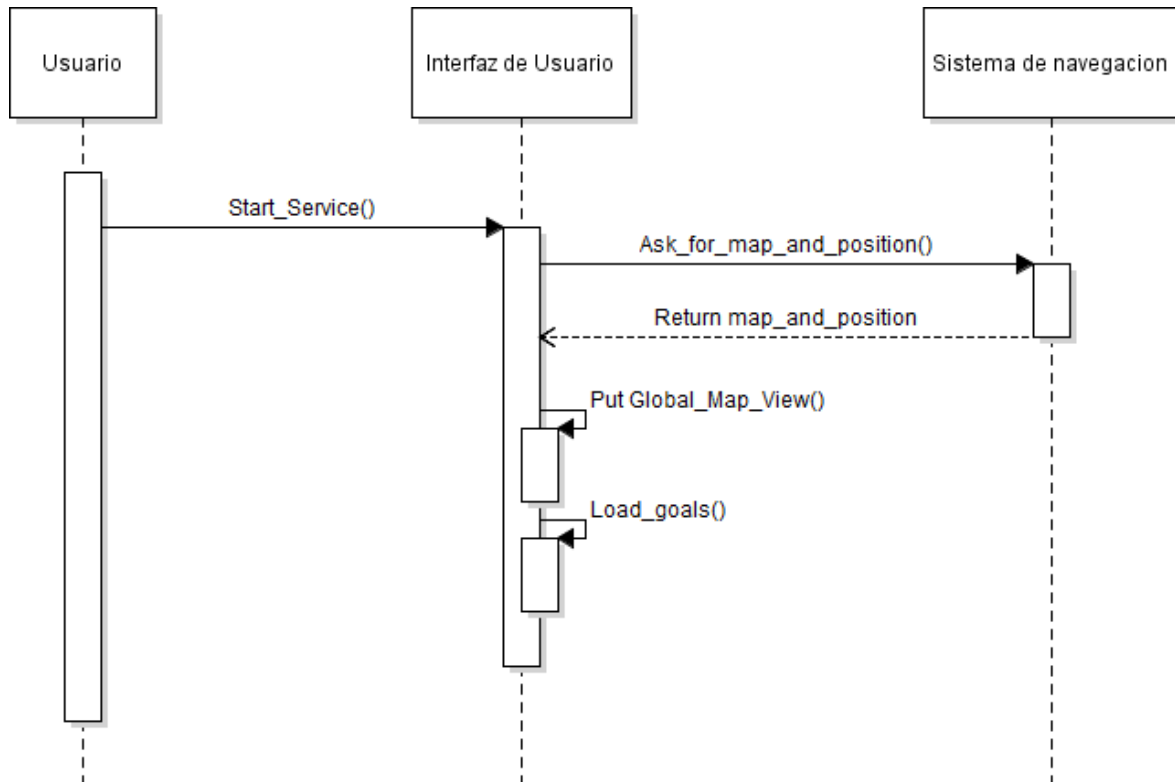 Usuario
Interfaz de Usuario
Sistema de navegacion
Start_Service()
Ask_for_map_and_position()
Return map_and_position
Put Global_Map_View()
Load_goals()